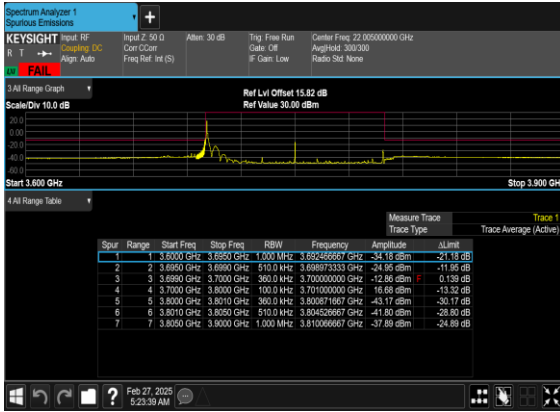 Spectrum Analyzer 1
Spurious Emissions
+
KEYSIGHT Input: RF Input Z: 50 Ω Atten: 30 dB Trig: Free Run Center Freq: 22.005000000 GHz
R T Coupling: DC Corr CCorr Gate: Off Avg|Hold: 300/300
Align: Auto Freq Ref: Int (S) IF Gain: Low Radio Std: None
FAIL
3 All Range Graph Ref Lvl Offset 15.82 dB
Scale/Div 10.0 dB Ref Value 30.00 dBm
20.0
0.00
-20.0
-40.0
-60.0
Start 3.600 GHz Stop 3.900 GH
4 All Range Table
Measure Trace Trace 1
Trace Type Trace Average (Active)
Spur Range Start Freq Stop Freq RBW Frequency Amplitude ΔLimit
1 1 3.6000 GHz 3.6950 GHz 1.000 MHz 3.692466667 GHz -34.18 dBm -21.18 dB
2 2 3.6950 GHz 3.6990 GHz 510.0 kHz 3.698973333 GHz -24.95 dBm -11.95 dB
3 3 3.6990 GHz 3.7000 GHz 360.0 kHz 3.700000000 GHz -12.86 dBm F 0.139 dB
4 4 3.7000 GHz 3.8000 GHz 100.0 kHz 3.701000000 GHz 16.68 dBm -13.32 dB
5 5 3.8000 GHz 3.8010 GHz 360.0 kHz 3.800871667 GHz -43.17 dBm -30.17 dB
6 6 3.8010 GHz 3.8050 GHz 510.0 kHz 3.804526667 GHz -41.80 dBm -28.80 dB
7 7 3.8050 GHz 3.9000 GHz 1.000 MHz 3.810066667 GHz -37.89 dBm -24.89 dB
? Feb 27, 2025
5:23:39 AM